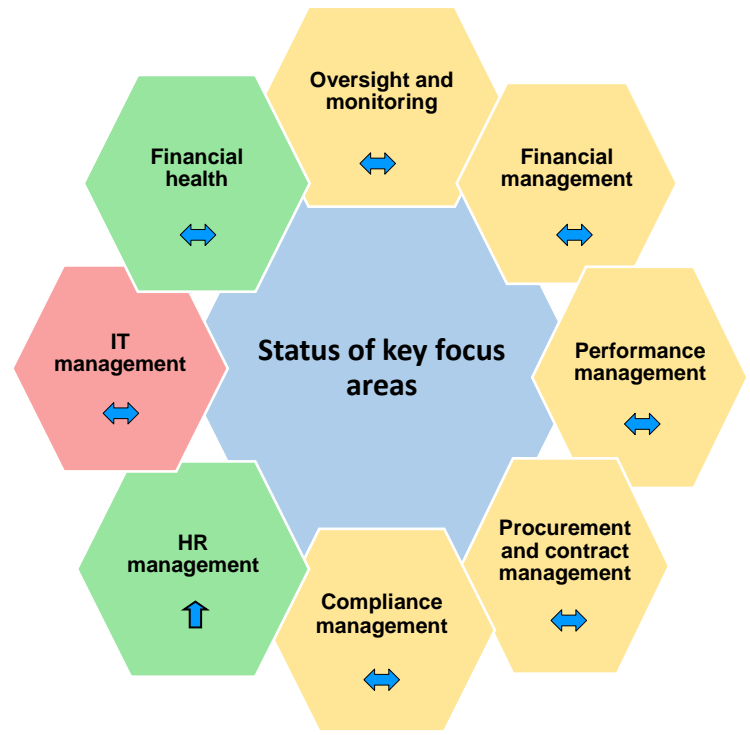 Oversight and
monitoring
Financial
management
Performance
management
Procurement
and contract
management
Compliance
management
HR
management
IT
management
Financial
health
Status of key focus
areas